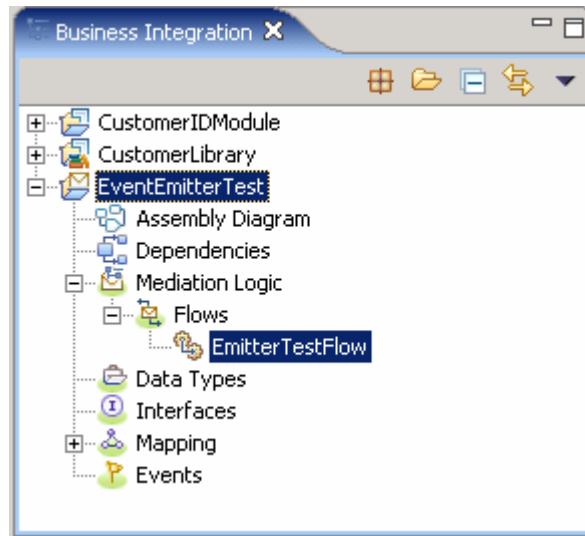 Business Integration
CustomerIDModule
CustomerLibrary
EventEmitterTest
Assembly Diagram
Dependencies
Mediation Logic
Flows
EmitterTestFlow
Data Types
Interfaces
Mapping
Events